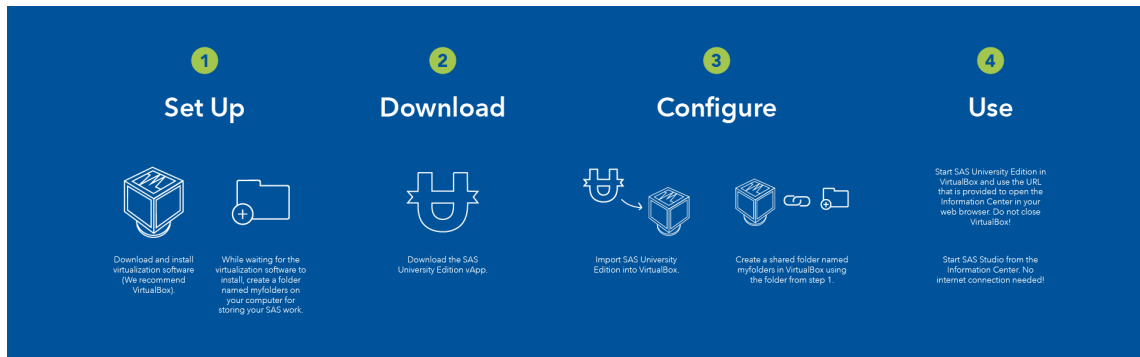 1
Set Up
Download and install
virtualization software
(We recommend
VirtualBox).
While waiting for the
virtualization software to
install, create a folder
named myfolders on
your computer for
storing your SAS work.
2
Download
Download the SAS
University Edition vApp.
3
Configure
Import SAS University
Edition into VirtualBox.
Create a shared folder named
myfolders in VirtualBox using
the folder from step 1.
4
Use
Start SAS University Edition in
VirtualBox and use the URL
that is provided to open the
Information Center in your
web browser. Do not close
VirtualBox!
Start SAS Studio from the
Information Center. No
internet connection needed!